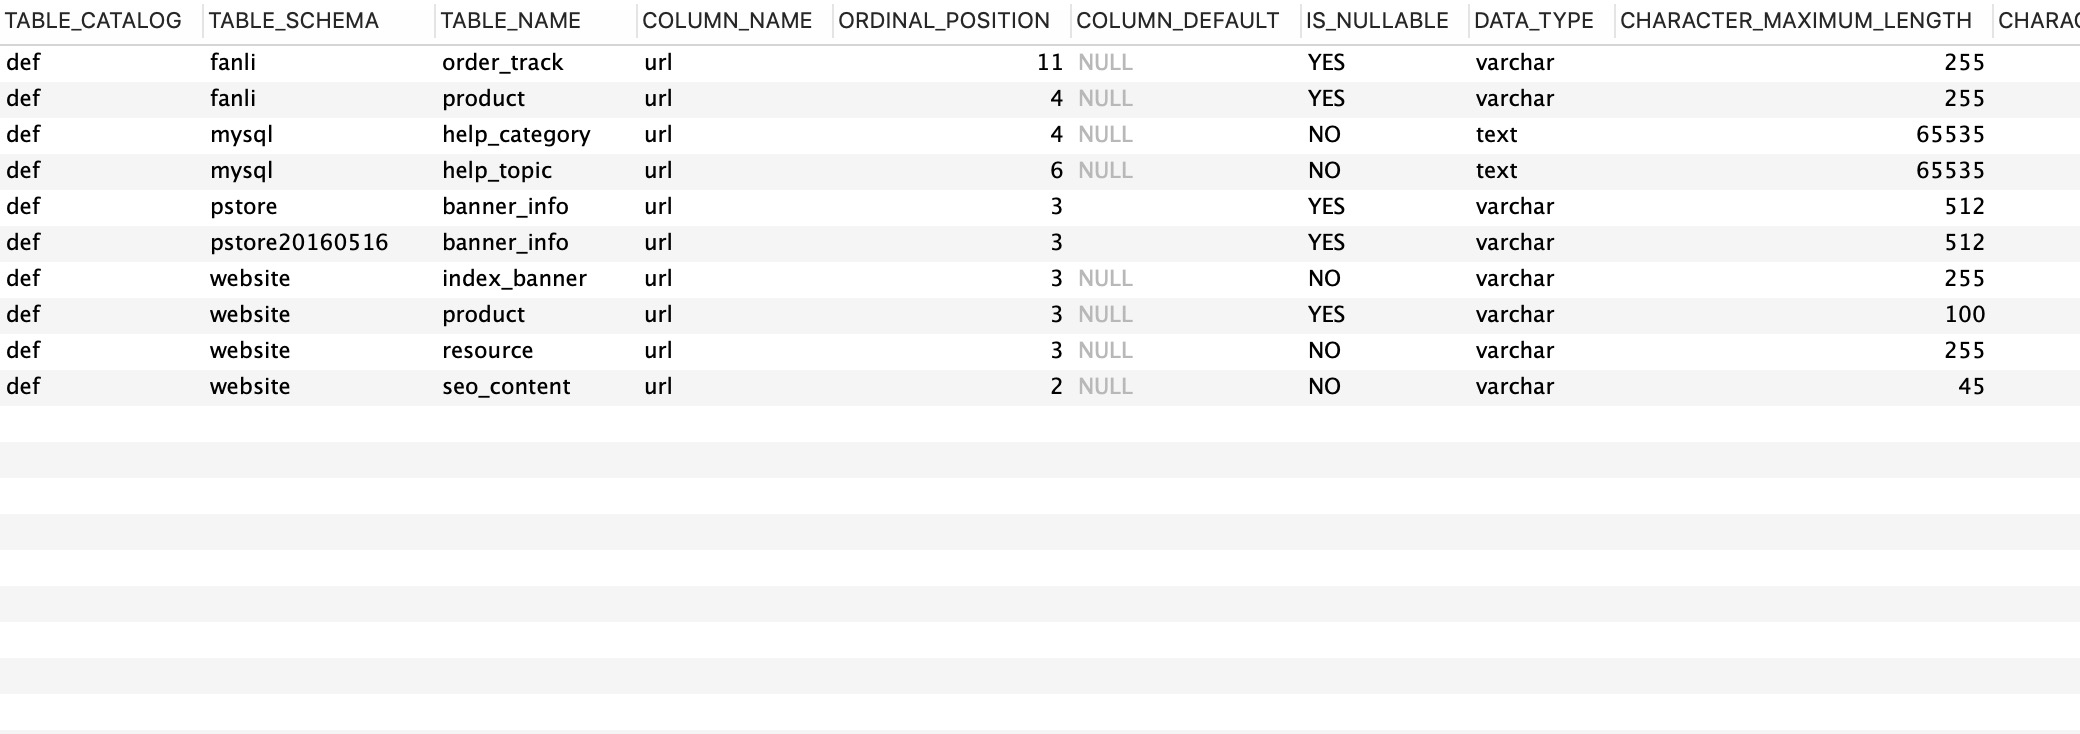 TABLE_CATALOG TABLE_SCHEMA TABLE_NAME COLUMN_NAME ORDINAL_POSITION COLUMN_DEFAULT IS_NULLABLE DATA_TYPE CHARACTER_MAXIMUM_LENGTH CHARAC
def fanli order_track url 11 NULL YES varchar 255
def fanli product url 4 NULL YES varchar 255
def mysql help_category url 4 NULL NO text 65535
def mysql help_topic url 6 NULL NO text 65535
def pstore banner_info url 3 YES varchar 512
def pstore20160516 banner_info url 3 YES varchar 512
def website index_banner url 3 NULL NO varchar 255
def website product url 3 NULL YES varchar 100
def website resource url 3 NULL NO varchar 255
def website seo_content url 2 NULL NO varchar 45